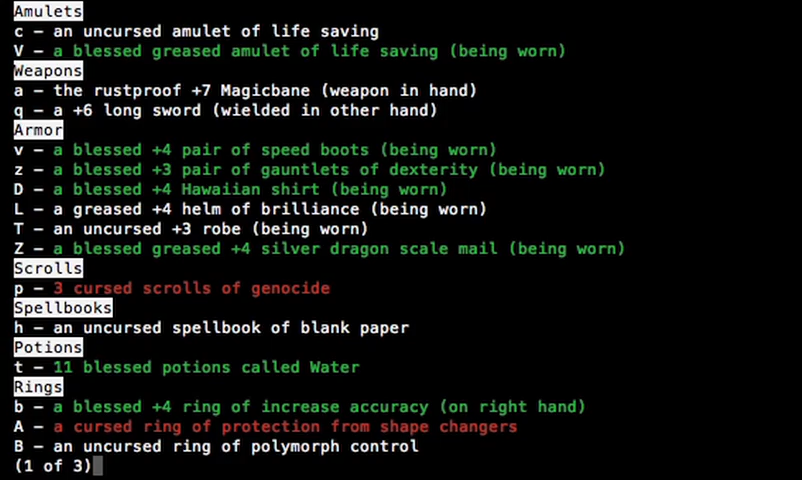 Amulets
c – an uncursed amulet of life saving
V – a blessed greased amulet of life saving (being worn)
Weapons
a – the rustproof +7 Magicbane (weapon in hand)
q – a +6 long sword (wielded in other hand)
Armor
v – a blessed +4 pair of speed boots (being worn)
z – a blessed +3 pair of gauntlets of dexterity (being worn)
D – a blessed +4 Hawaiian shirt (being worn)
L – a greased +4 helm of brilliance (being worn)
T – an uncursed +3 robe (being worn)
Z – a blessed greased +4 silver dragon scale mail (being worn)
Scrolls
p – 3 cursed scrolls of genocide
Spellbooks
h – an uncursed spellbook of blank paper
Potions
t – 11 blessed potions called Water
Rings
b – a blessed +4 ring of increase accuracy (on right hand)
A – a cursed ring of protection from shape changers
B – an uncursed ring of polymorph control
(1 of 3)